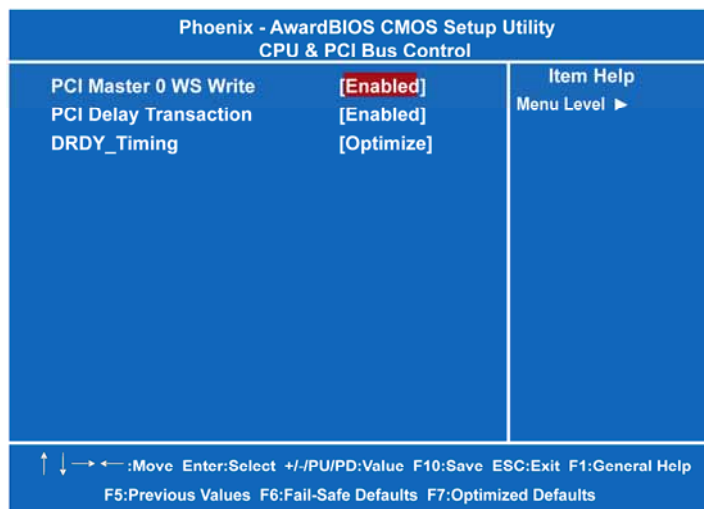 Phoenix - AwardBIOS CMOS Setup Utility
CPU & PCI Bus Control
PCI Master 0 WS Write [Enabled]
PCI Delay Transaction [Enabled]
DRDY_Timing [Optimize]
Item Help
Menu Level ▶
↑ ↓ → ← :Move Enter:Select +/-/PU/PD:Value F10:Save ESC:Exit F1:General Help
F5:Previous Values F6:Fail-Safe Defaults F7:Optimized Defaults